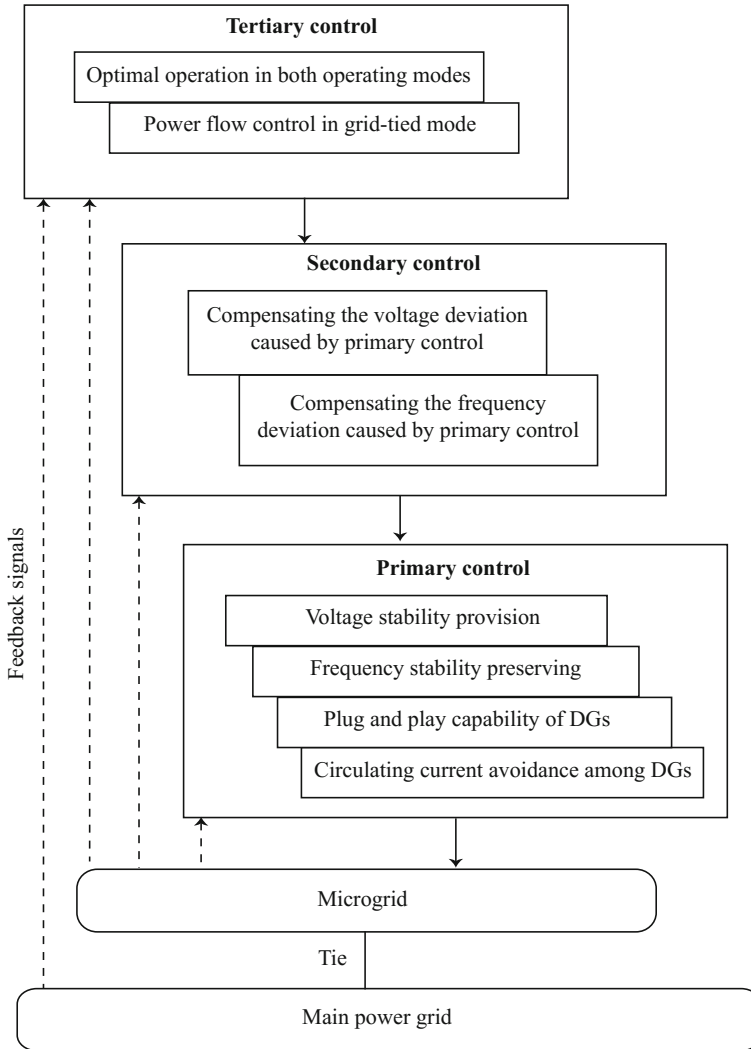 Tertiary control
Optimal operation in both operating modes
Power flow control in grid-tied mode
Secondary control
Compensating the voltage deviation
caused by primary control
Compensating the frequency
deviation caused by primary control
Feedback signals
Primary control
Voltage stability provision
Frequency stability preserving
Plug and play capability of DGs
Circulating current avoidance among DGs
Microgrid
Tie
Main power grid